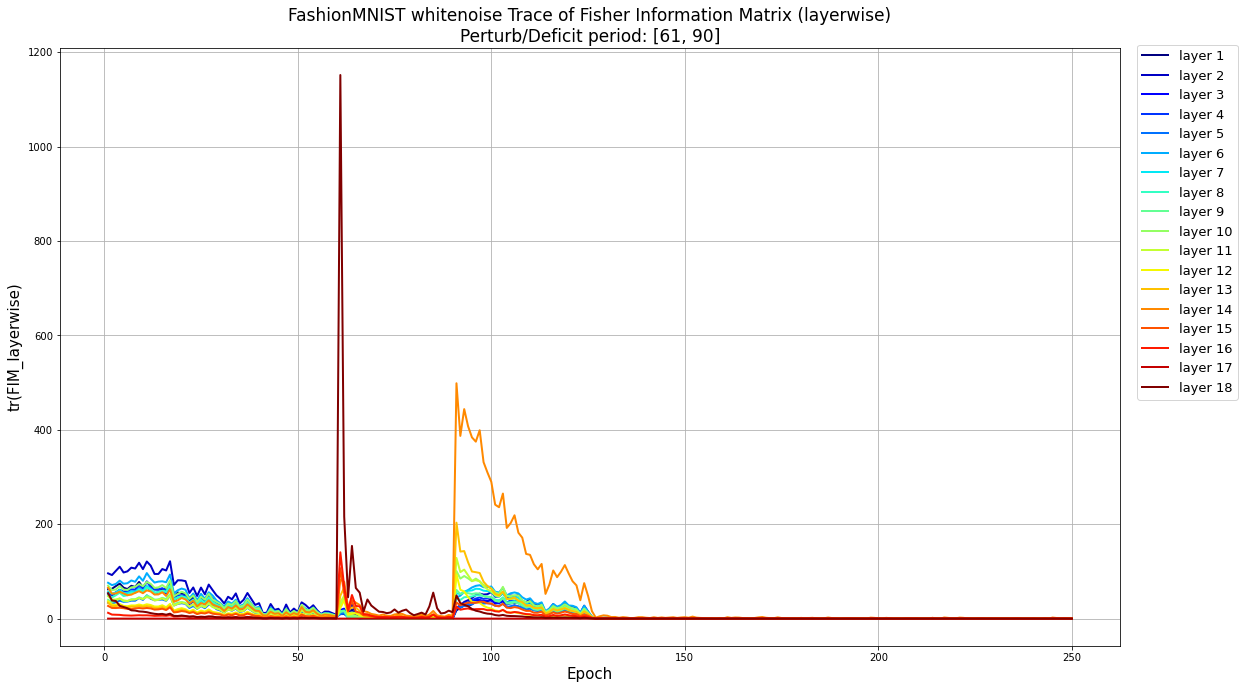 FashionMNIST whitenoise Trace of Fisher Information Matrix (layerwise)
Perturb/Deficit period: [61, 90]
1200
1000
800
600
400
200
0
tr(FIM_layerwise)
0 50 100 150 200 250
Epoch
layer 1
layer 2
layer 3
layer 4
layer 5
layer 6
layer 7
layer 8
layer 9
layer 10
layer 11
layer 12
layer 13
layer 14
layer 15
layer 16
layer 17
layer 18